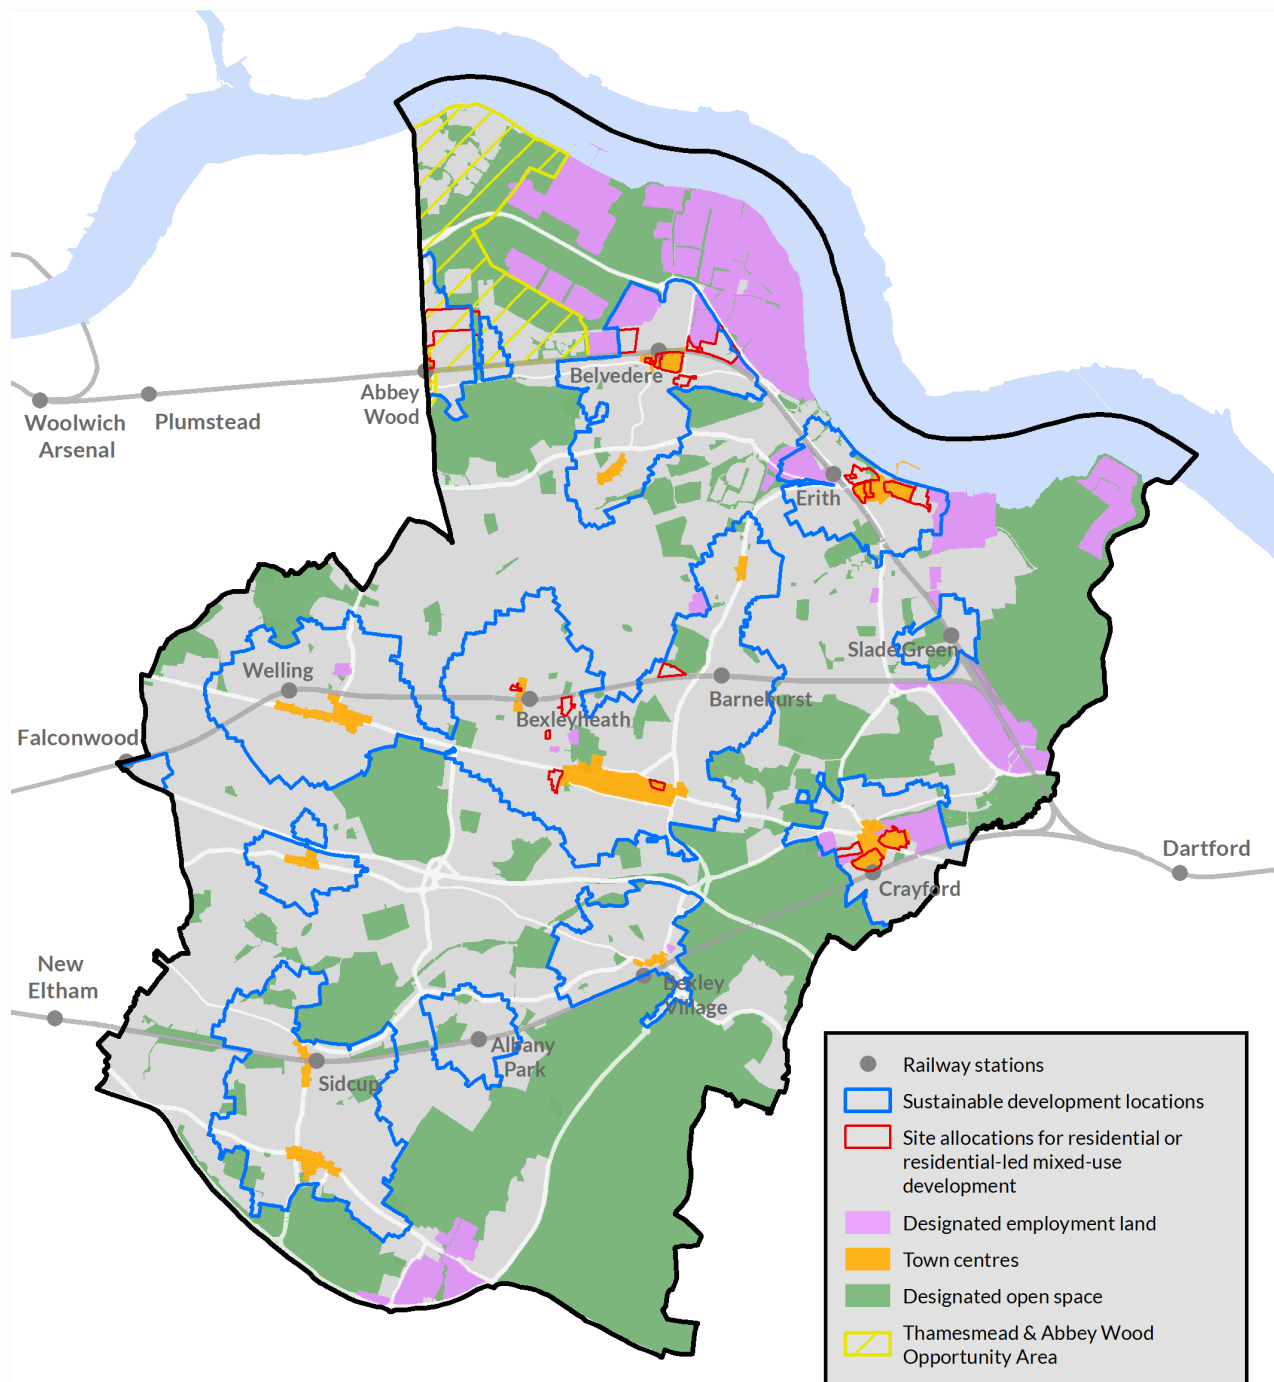 Abbey
Wood
Belvedere
Woolwich
Arsenal
Plumstead
Erith
Slade Green
Welling
Barnehurst
Bexleyheath
Falconwood
Dartford
Crayford
New
Eltham
Bexley
Village
Albany
Park
Sidcup
Railway stations
Sustainable development locations
Site allocations for residential or
residential-led mixed-use
development
Designated employment land
Town centres
Designated open space
Thamesmead & Abbey Wood
Opportunity Area